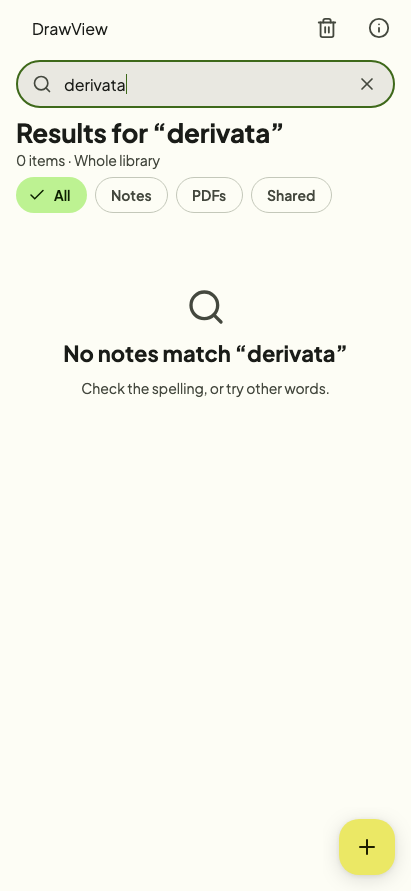 DrawView
derivata
Results for “derivata”
0 items · Whole library
All
Notes
PDFs
Shared
No notes match “derivata”
Check the spelling, or try other words.